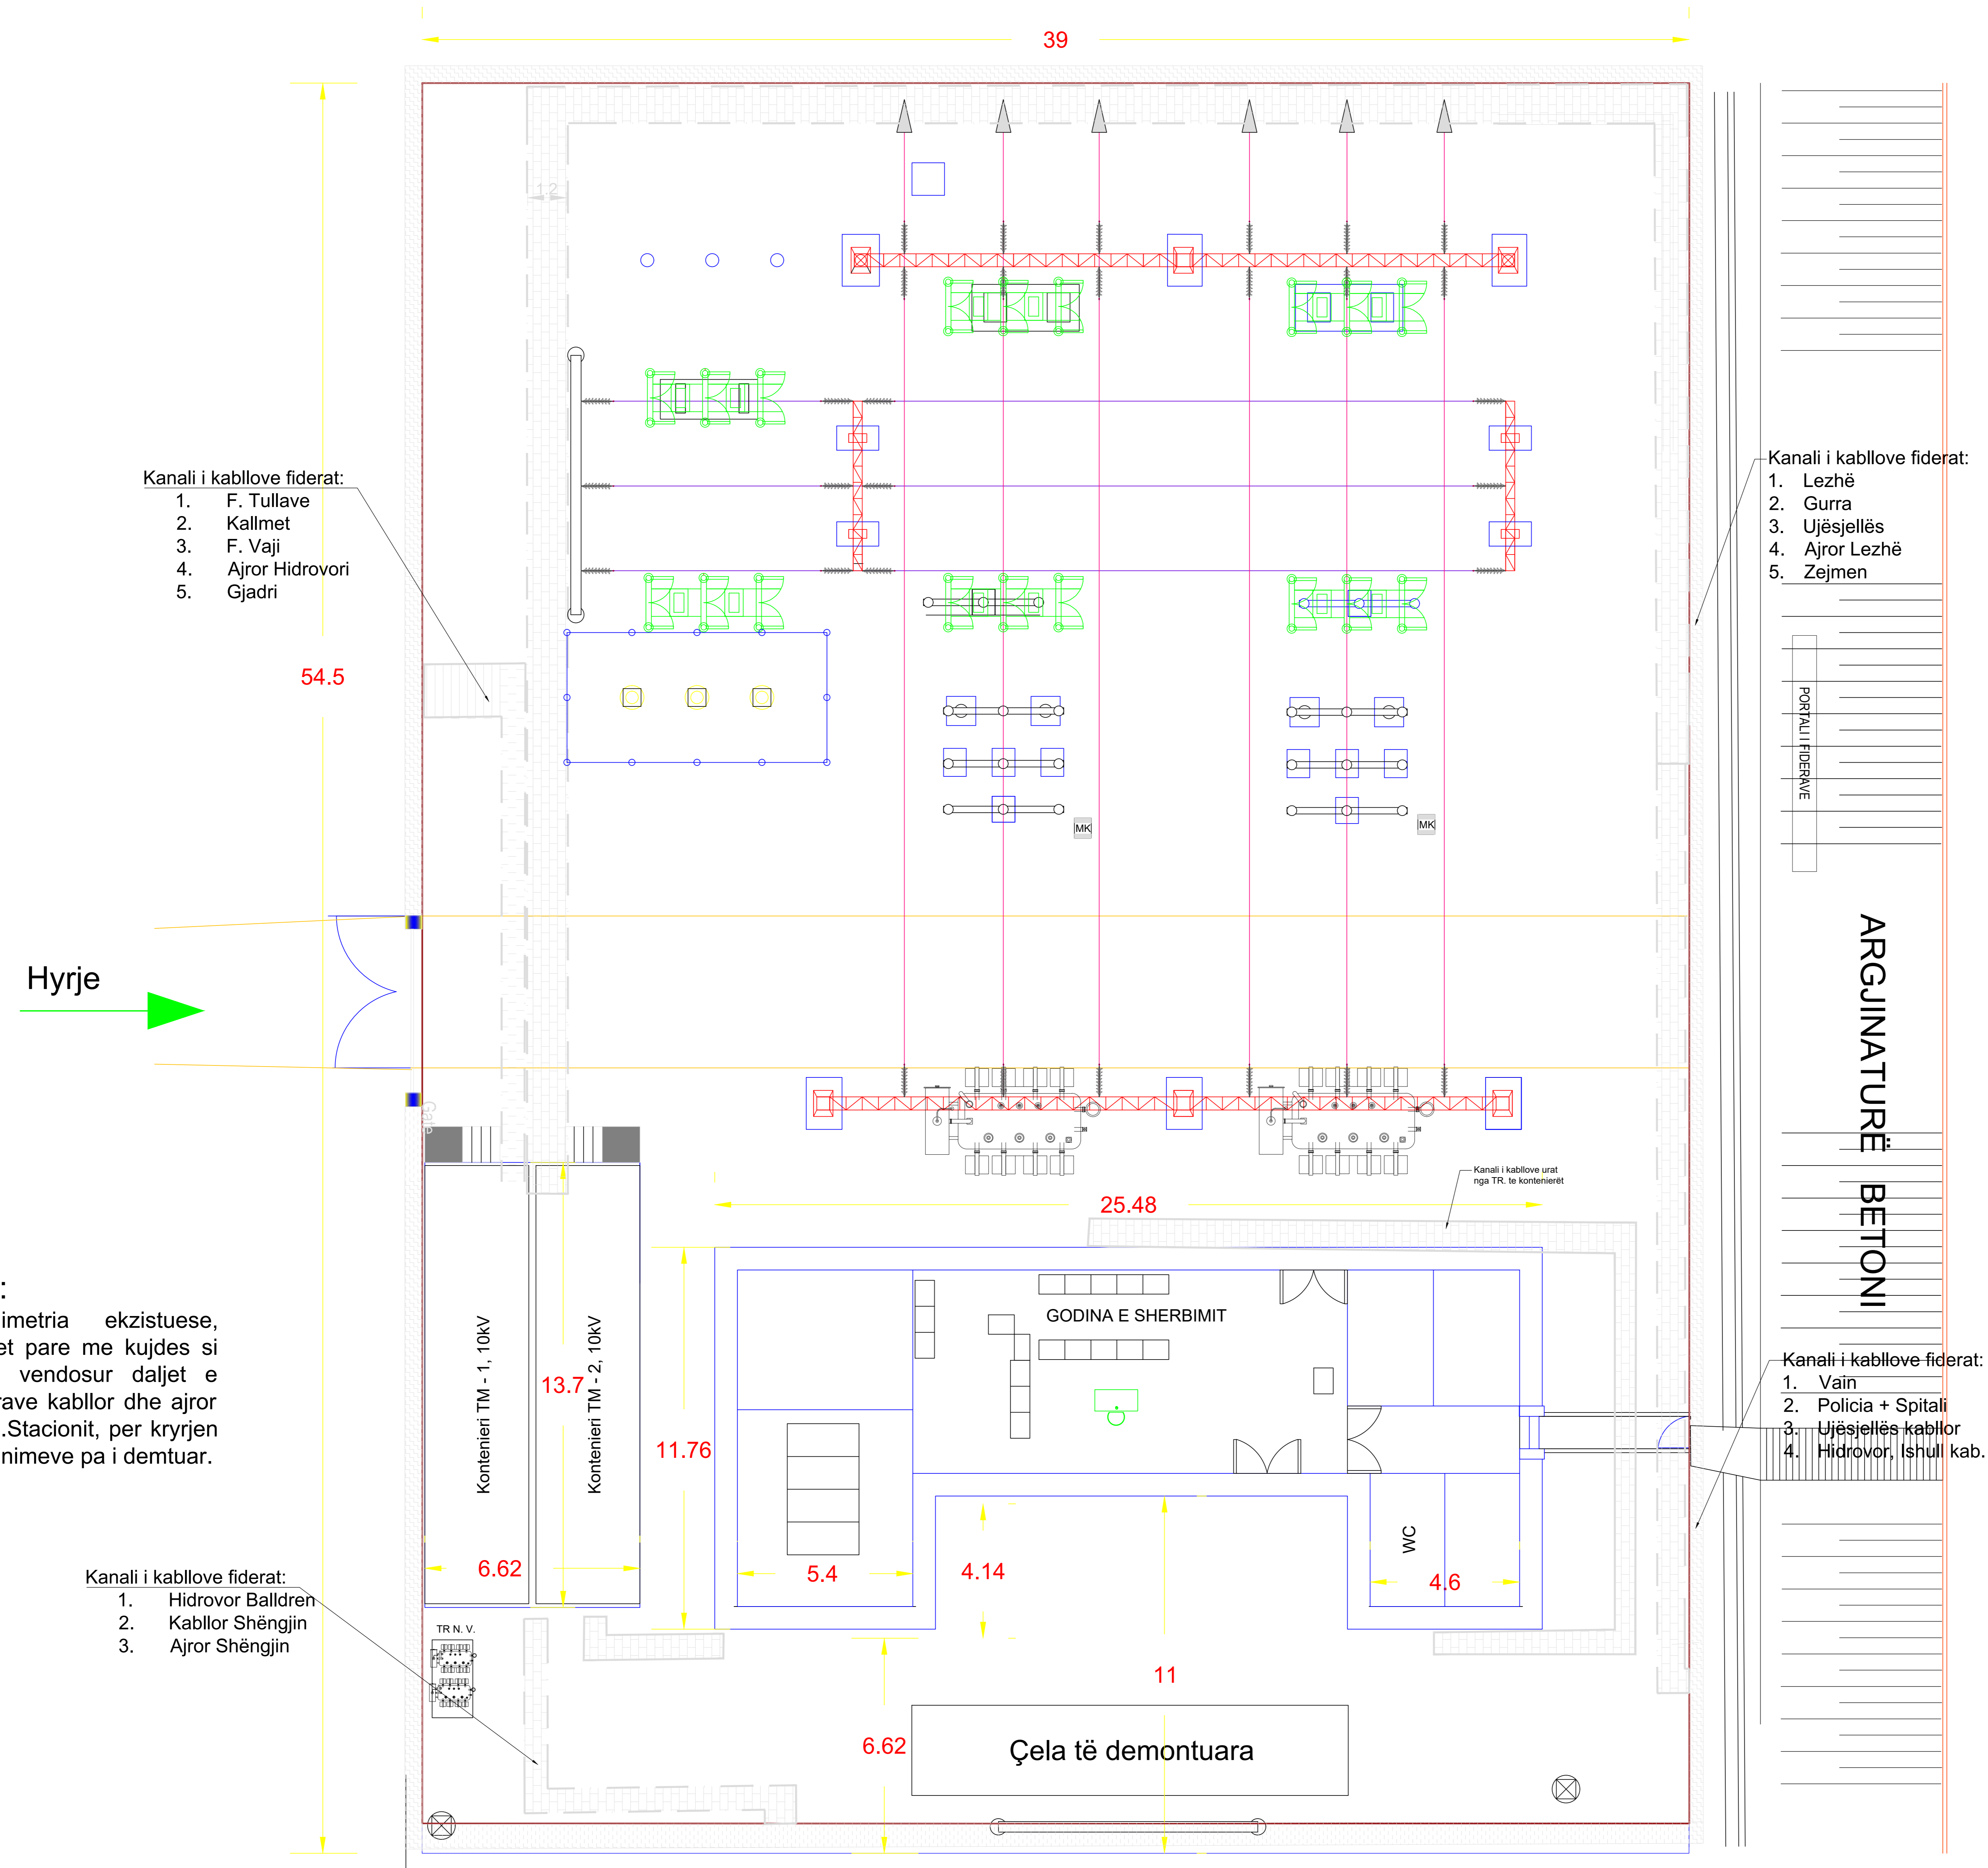 39
1.2
Kanali i kabllove fiderat:
1. F. Tullave
2. Kallmet
3. F. Vaji
4. Ajror Hidrovori
5. Gjadri
Kanali i kabllove fiderat:
1. Lezhë
2. Gurra
3. Ujësjellës
4. Ajror Lezhë
5. Zejmen
54.5
PORTALI I FIDERAVE
MK
MK
Hyrje
ARGJINATURË BETONI
Gate
Kanali i kabllove urat
nga TR. te kontenierët
25.48
:
imetria ekzistuese,
et pare me kujdes si
vendosur daljet e
rave kabllor dhe ajror
.Stacionit, per kryrjen
nimeve pa i demtuar.
Kontenieri TM - 1, 10kV
Kontenieri TM - 2, 10kV
13.7
11.76
GODINA E SHERBIMIT
Kanali i kabllove fiderat:
1. Vain
2. Policia + Spitali
3. Ujësjellës kabllor
4. Hidrovor, Ishull kab.
6.62
5.4
4.14
WC
4.6
Kanali i kabllove fiderat:
1. Hidrovor Balldren
2. Kabllor Shëngjin
3. Ajror Shëngjin
TR N. V.
11
6.62
Çela të demontuara